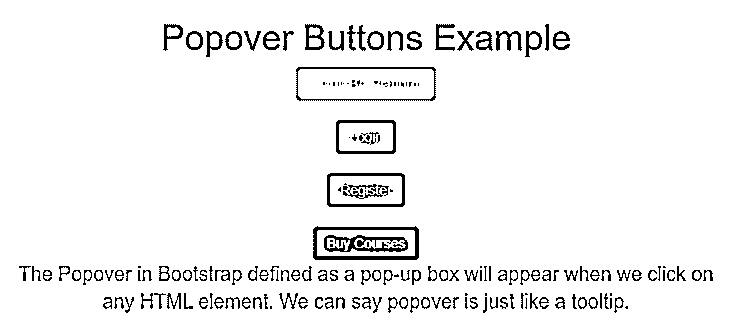 Popover Buttons Example
Login
Register
Buy Courses
The Popover in Bootstrap defined as a pop-up box will appear when we click on
any HTML element. We can say popover is just like a tooltip.